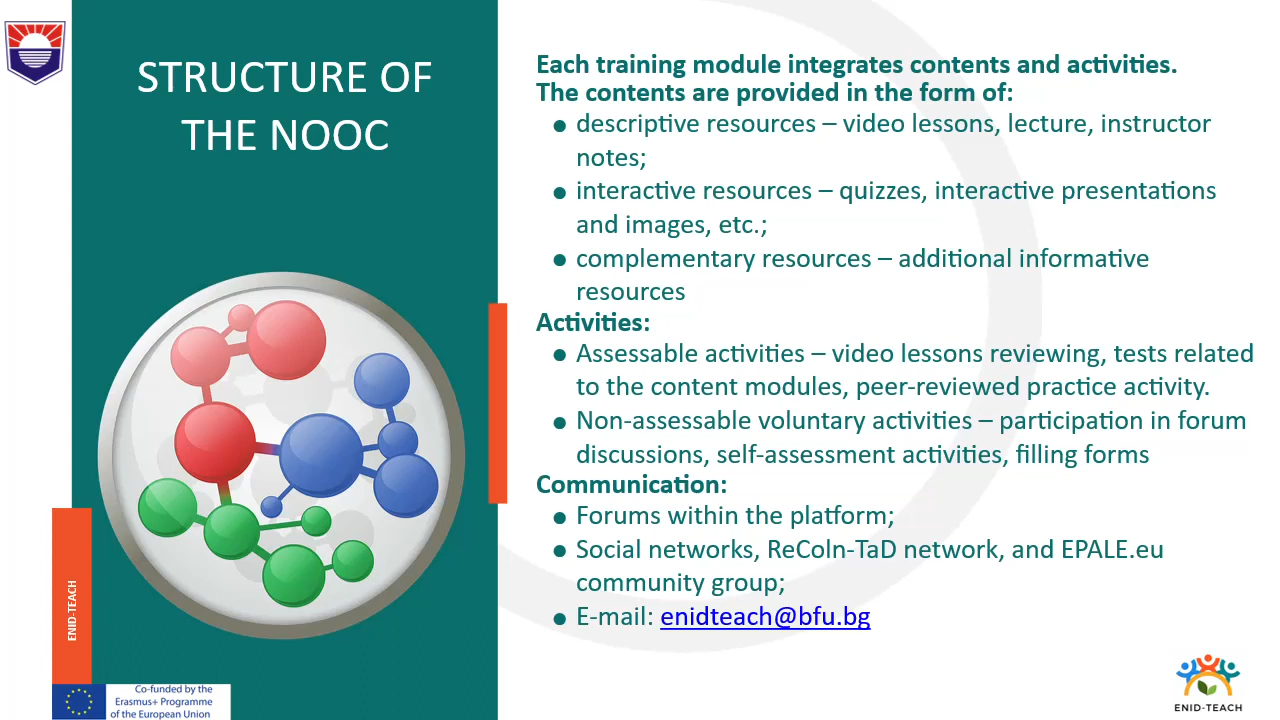 STRUCTURE OF
THE NOOC
Each training module integrates contents and activities.
The contents are provided in the form of:
● descriptive resources – video lessons, lecture, instructor
notes;
● interactive resources – quizzes, interactive presentations
and images, etc.;
● complementary resources – additional informative
resources
Activities:
● Assessable activities – video lessons reviewing, tests related
to the content modules, peer-reviewed practice activity.
● Non-assessable voluntary activities – participation in forum
discussions, self-assessment activities, filling forms
Communication:
● Forums within the platform;
● Social networks, ReColn-TaD network, and EPALE.eu
community group;
● E-mail: enidteach@bfu.bg
ENID-TEACH
Co-funded by the
Erasmus+ Programme
of the European Union
ENID-TEACH